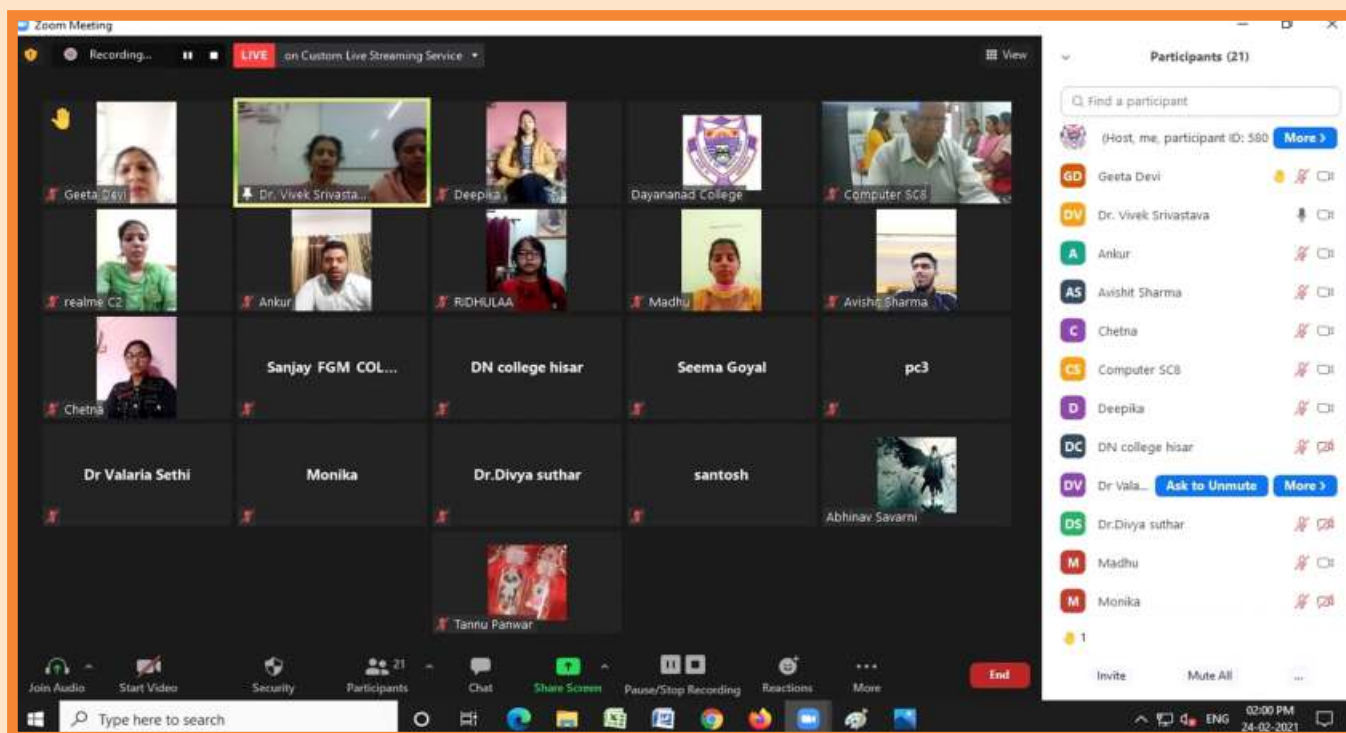 Zoom Meeting
Recording...
LIVE on Custom Live Streaming Service
View
Geeta Devi
Dr. Vivek Srivasta...
Deepika
Dayananad College
Computer SC8
realme C2
Ankur
RIDHULAA
Madhu
Avishit Sharma
Chetna
Sanjay FGM COL...
DN college hisar
Seema Goyal
pc3
Dr Valaria Sethi
Monika
Dr.Divya suthar
santosh
Abhinav Savarni
Tannu Panwar
Join Audio
Start Video
Security
21
Participants
Chat
Share Screen
Pause/Stop Recording
Reactions
More
End
Participants (21)
Find a participant
(Host, me, participant ID: 580 More >
GD Geeta Devi
DV Dr. Vivek Srivastava
A Ankur
AS Avishit Sharma
C Chetna
CS Computer SC8
D Deepika
DC DN college hisar
DV Dr Vala... Ask to Unmute More >
DS Dr.Divya suthar
M Madhu
M Monika
1
Invite Mute All ...
Type here to search
ENG
02:00 PM
24-02-2021